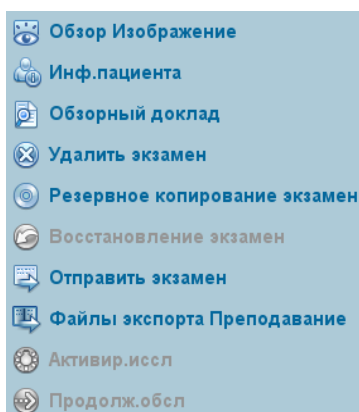 Обзор Изображение
Инф.пациента
Обзорный доклад
Удалить экзамен
Резервное копирование экзамен
Восстановление экзамен
Отправить экзамен
Файлы экспорта Преподавание
Активир.иссл
Продолж.обсл